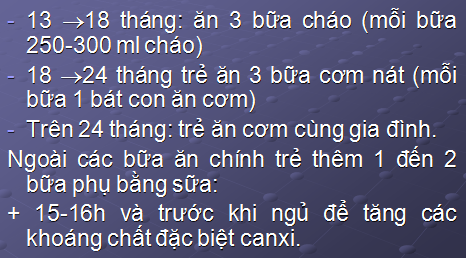 - 13 →18 tháng: ăn 3 bữa cháo (mỗi bữa
250-300 ml cháo)
- 18 →24 tháng trẻ ăn 3 bữa cơm nát (mỗi
bữa 1 bát con ăn cơm)
- Trên 24 tháng: trẻ ăn cơm cùng gia đình.
Ngoài các bữa ăn chính trẻ thêm 1 đến 2
bữa phụ bằng sữa:
+ 15-16h và trước khi ngủ để tăng các
khoáng chất đặc biệt canxi.